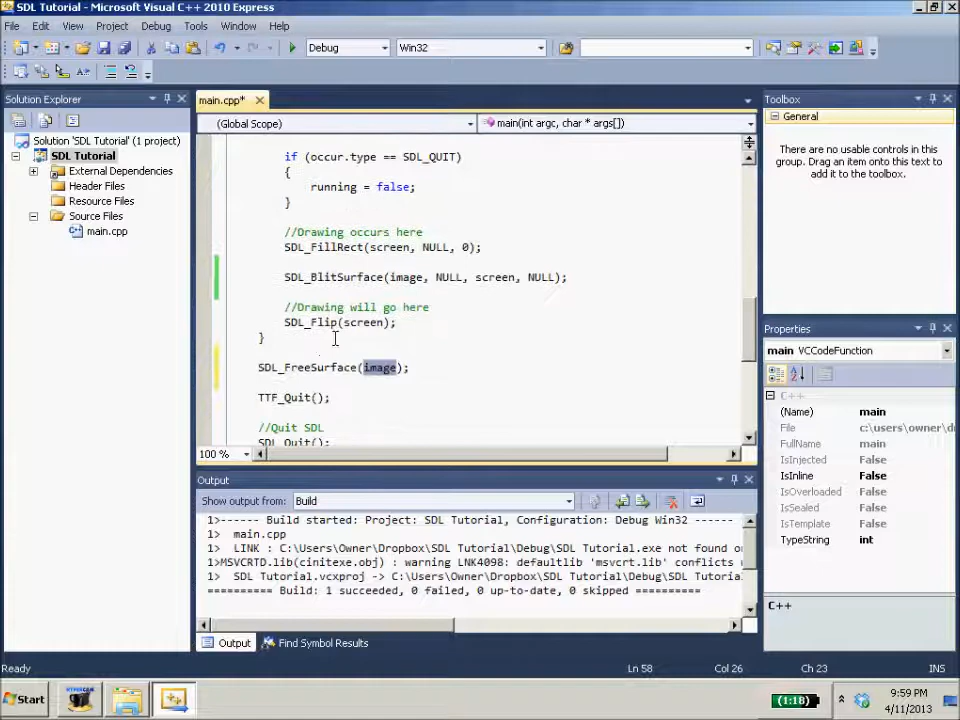 SDL Tutorial - Microsoft Visual C++ 2010 Express
File Edit View Project Debug Tools Window Help
Debug Win32
Solution Explorer
main.cpp*
Toolbox
(Global Scope) main(int argc, char * args[])
General
There are no usable controls in this
group. Drag an item onto this text to
add it to the toolbox.
Solution 'SDL Tutorial' (1 project)
SDL Tutorial
External Dependencies
Header Files
Resource Files
Source Files
main.cpp
if (occur.type == SDL_QUIT)
{
running = false;
}
//Drawing occurs here
SDL_FillRect(screen, NULL, 0);
SDL_BlitSurface(image, NULL, screen, NULL);
//Drawing will go here
SDL_Flip(screen);
}
SDL_FreeSurface(image);
TTF_Quit();
//Quit SDL
SDL_Quit();
100 %
Properties
main VCCodeFunction
C++
(Name) main
File c:\users\owner\d
FullName main
IsInjected False
IsInline False
IsOverloaded False
IsSealed False
IsTemplate False
TypeString int
C++
Output
Show output from: Build
1>------ Build started: Project: SDL Tutorial, Configuration: Debug Win32 ------
1> main.cpp
1> LINK : C:\Users\Owner\Dropbox\SDL Tutorial\Debug\SDL Tutorial.exe not found o
1>MSVCRTD.lib(cinitexe.obj) : warning LNK4098: defaultlib 'msvcrt.lib' conflicts
1> SDL Tutorial.vcxproj -> C:\Users\Owner\Dropbox\SDL Tutorial\Debug\SDL Tutoria
========== Build: 1 succeeded, 0 failed, 0 up-to-date, 0 skipped ==========
Output Find Symbol Results
Ready Ln 58 Col 26 Ch 23 INS
Start
(1:18)
9:59 PM
4/11/2013